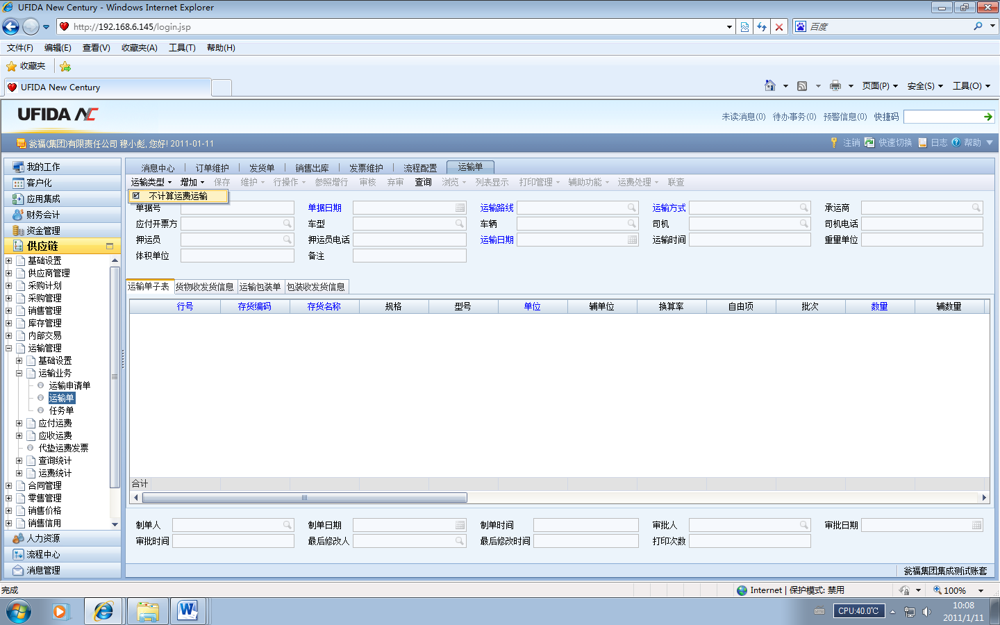 UFIDA New Century - Windows Internet Explorer
http://192.168.6.145/login.jsp
百度
文件(F) 编辑(E) 查看(V) 收藏夹(A) 工具(T) 帮助(H)
收藏夹
UFIDA New Century
页面(P) 安全(S) 工具(O)
UFIDA NC
未读消息(0) 待办事务(0) 预警信息(0) 快捷码
瓮福(集团)有限责任公司 穆小彪, 您好! 2011-01-11
注销 快速切换 日志 帮助
我的工作
客户化
应用集成
财务会计
资金管理
供应链
基础设置
供应商管理
采购计划
采购管理
销售管理
库存管理
内部交易
运输管理
基础设置
运输业务
运输申请单
运输单
任务单
应付运费
应收运费
代垫运费发票
查询统计
运费统计
合同管理
零售管理
销售价格
销售信用
人力资源
流程中心
消息管理
消息中心 订单维护 发货单 销售出库 发票维护 流程配置 运输单
运输类型 增加 保存 维护 行操作 参照增行 审核 弃审 查询 浏览 列表显示 打印管理 辅助功能 运费处理 联查
不计算运费运输
单据号 单据日期 运输路线 运输方式 承运商
应付开票方 车型 车辆 司机 司机电话
押运员 押运员电话 运输日期 运输时间 重量单位
体积单位 备注
运输单子表 货物收发货信息 运输包装单 包装收发货信息
行号 存货编码 存货名称 规格 型号 单位 辅单位 换算率 自由项 批次 数量 辅数量
合计
制单人 制单日期 制单时间 审批人 审批日期
审批时间 最后修改人 最后修改时间 打印次数
瓮福集团集成测试账套
完成
Internet | 保护模式: 禁用
100%
CPU:40.0℃
10:08
2011/1/11